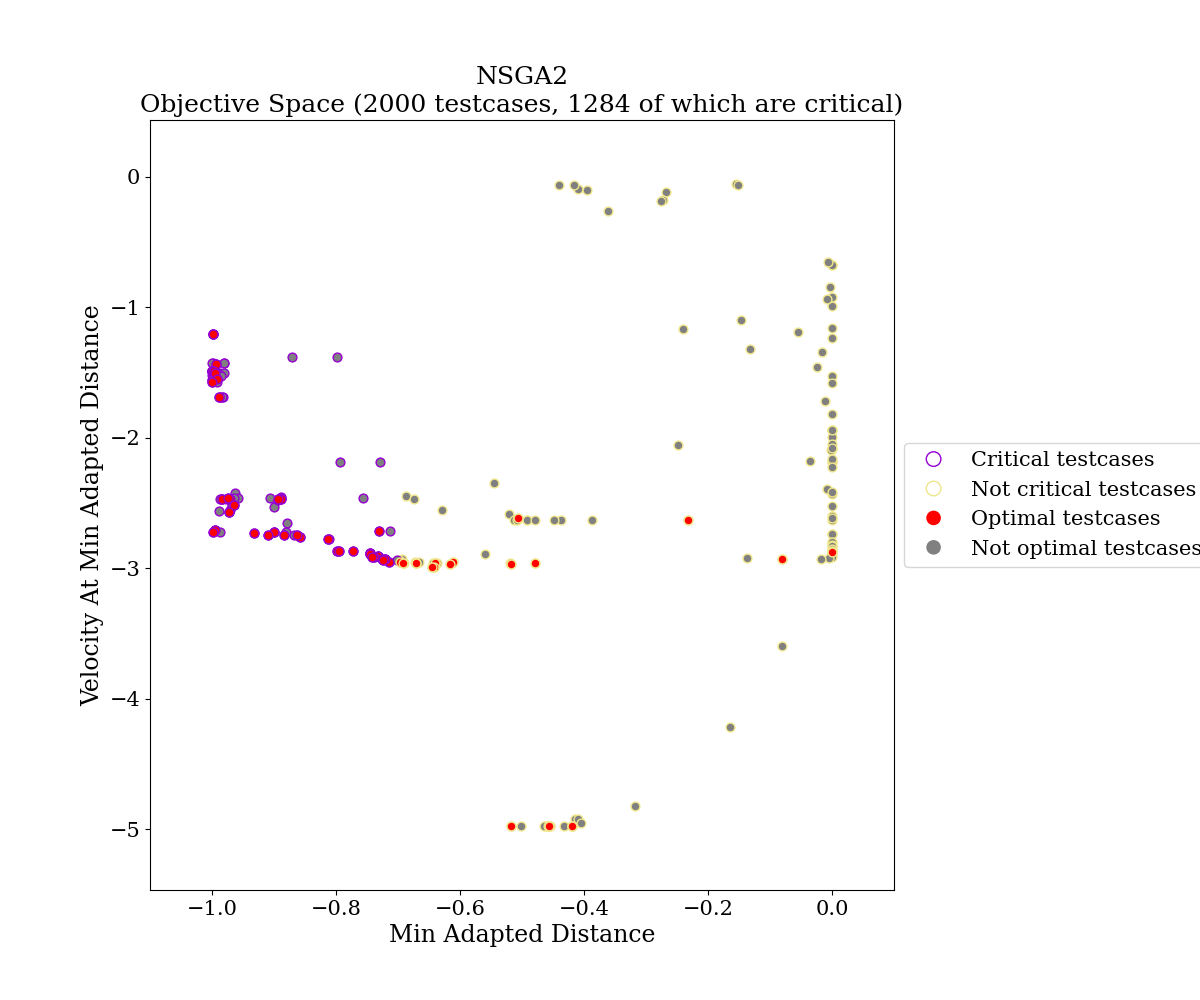 NSGA2
Objective Space (2000 testcases, 1284 of which are critical)
Velocity At Min Adapted Distance
0
−1
−2
−3
−4
−5
−1.0
−0.8
−0.6
−0.4
−0.2
0.0
Min Adapted Distance
Critical testcases
Not critical testcases
Optimal testcases
Not optimal testcases